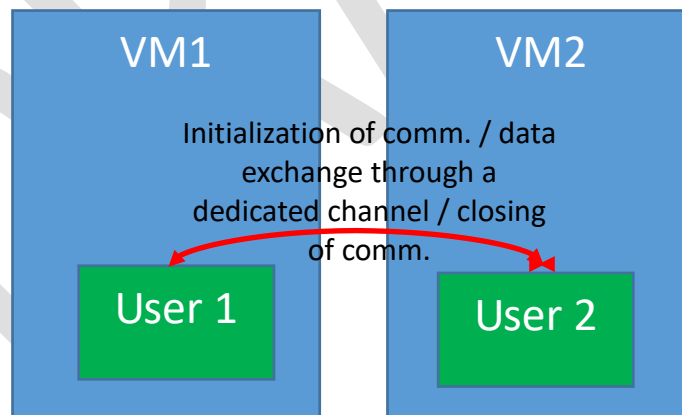 VM1
VM2
Initialization of comm. / data
exchange through a
dedicated channel / closing
of comm.
User 1
User 2